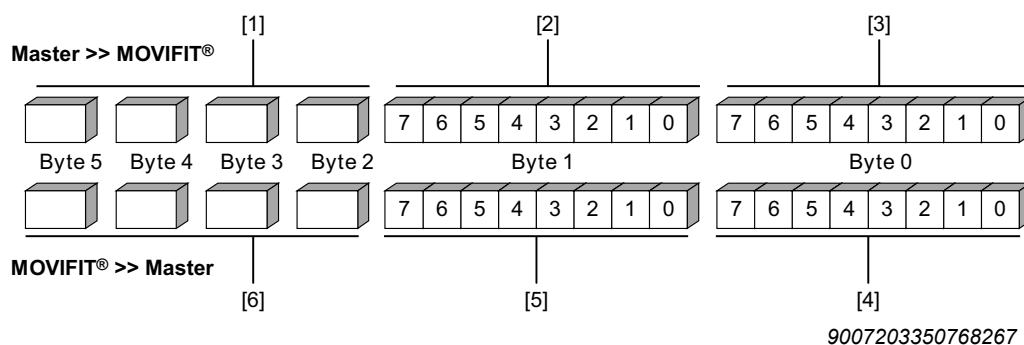 [1] [2] [3]
Master >> MOVIFIT®
7 6 5 4 3 2 1 0 7 6 5 4 3 2 1 0
Byte 5 Byte 4 Byte 3 Byte 2 Byte 1 Byte 0
7 6 5 4 3 2 1 0 7 6 5 4 3 2 1 0
MOVIFIT® >> Master
[6] [5] [4]
9007203350768267